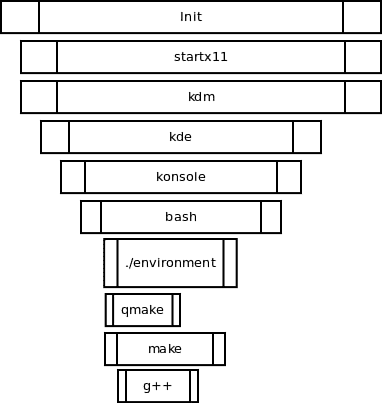 Init
startx11
kdm
kde
konsole
bash
./environment
qmake
make
g++